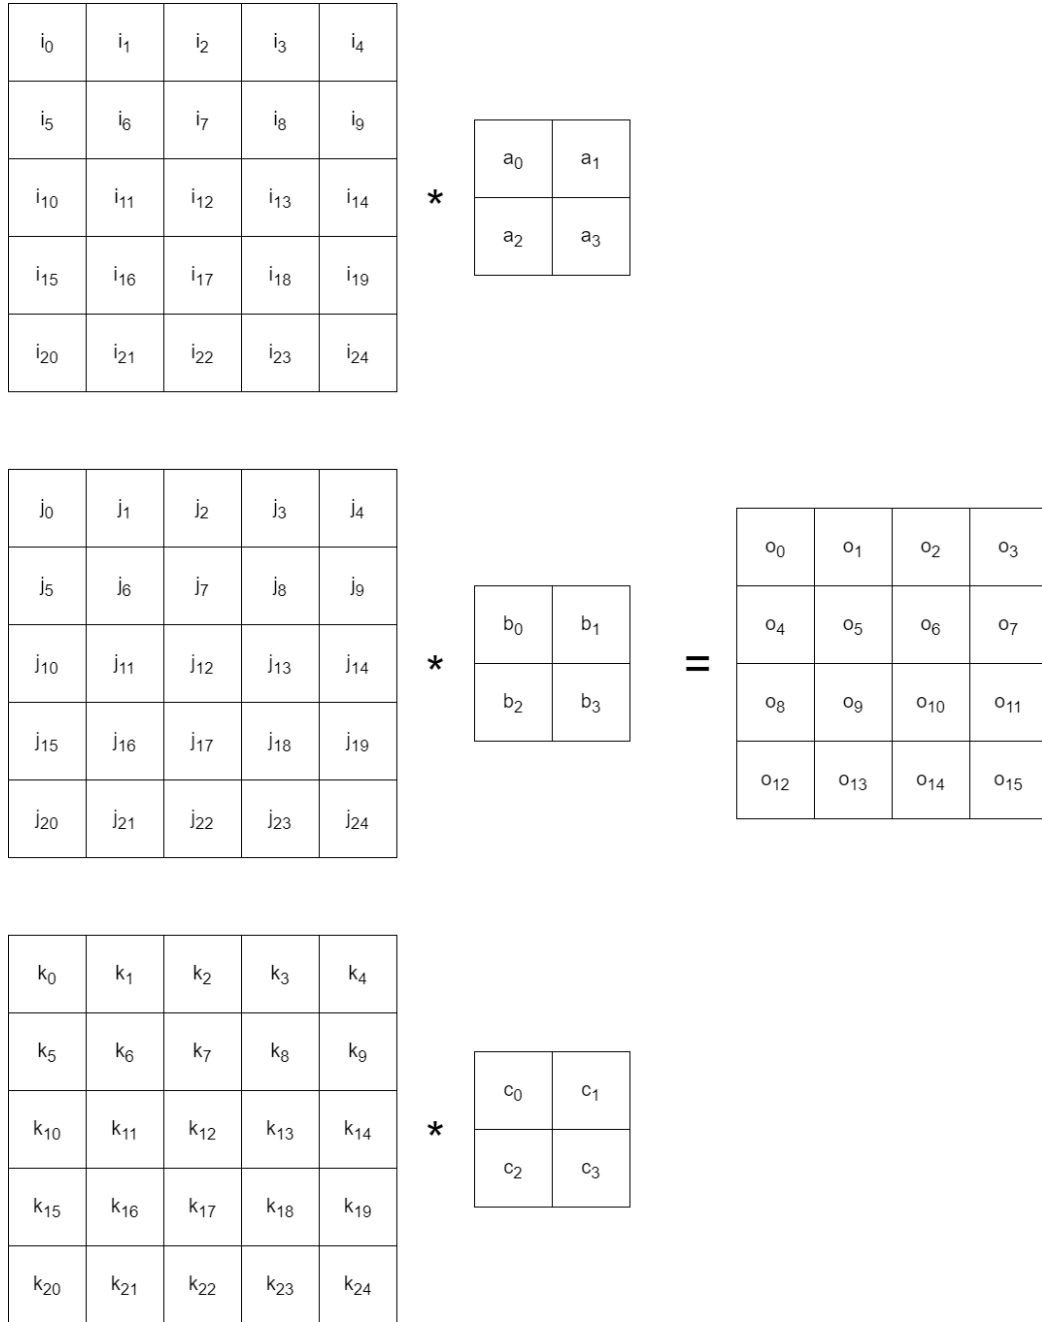 i0 i1 i2 i3 i4
i5 i6 i7 i8 i9
i10 i11 i12 i13 i14
i15 i16 i17 i18 i19
i20 i21 i22 i23 i24
*
a0 a1
a2 a3
j0 j1 j2 j3 j4
j5 j6 j7 j8 j9
j10 j11 j12 j13 j14
j15 j16 j17 j18 j19
j20 j21 j22 j23 j24
*
b0 b1
b2 b3
=
o0 o1 o2 o3
o4 o5 o6 o7
o8 o9 o10 o11
o12 o13 o14 o15
k0 k1 k2 k3 k4
k5 k6 k7 k8 k9
k10 k11 k12 k13 k14
k15 k16 k17 k18 k19
k20 k21 k22 k23 k24
*
c0 c1
c2 c3